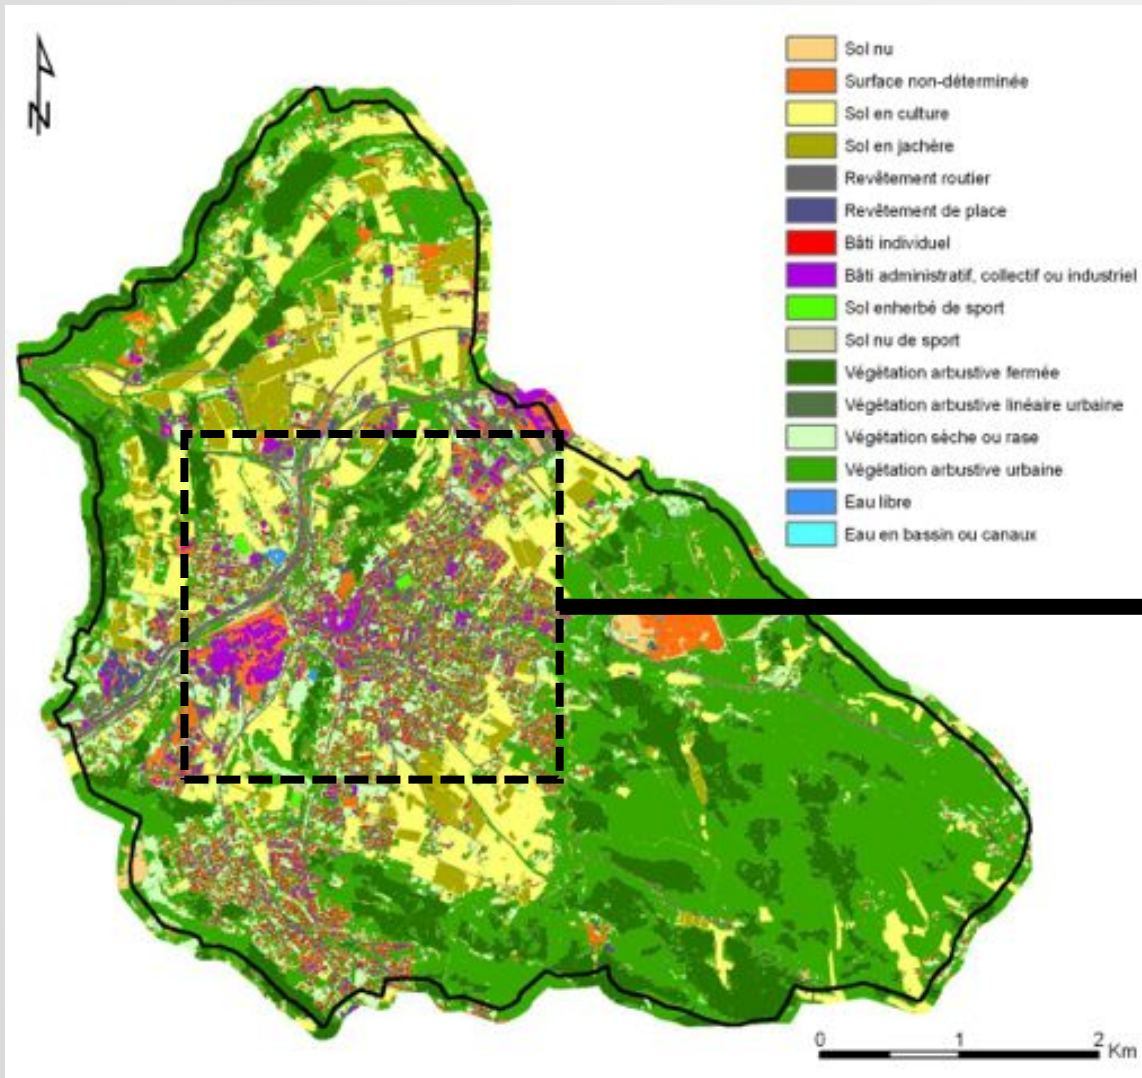 N
Sol nu
Surface non-déterminée
Sol en culture
Sol en jachère
Revêtement routier
Revêtement de place
Bâti individuel
Bâti administratif, collectif ou industriel
Sol enherbé de sport
Sol nu de sport
Végétation arbustive fermée
Végétation arbustive linéaire urbaine
Végétation sèche ou rase
Végétation arbustive urbaine
Eau libre
Eau en bassin ou canaux
0 1 2 Km